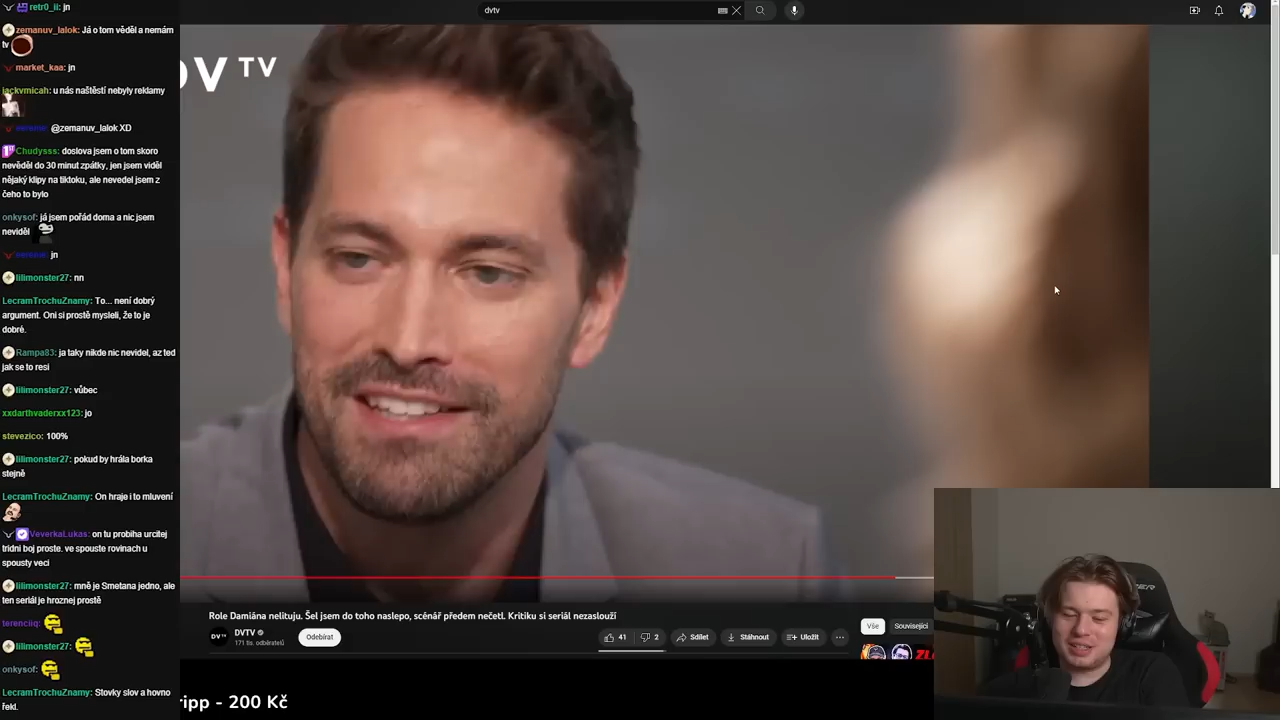 retr0_ii: jn
zemanuv_lalok: Já o tom věděl a nemám
tv
market_kaa: jn
jackvmicah: u nás naštěstí nebyly reklamy
@zemanuv_lalok XD
Chudysss: doslova jsem o tom skoro
nevěděl do 30 minut zpátky, jen jsem viděl
nějaký klipy na tiktoku, ale nevedel jsem z
čeho to bylo
onkysof: já jsem pořád doma a nic jsem
neviděl
jn
lilimonster27: nn
LecramTrochuZnamy: To... není dobrý
argument. Oni si prostě mysleli, že to je
dobré.
Rampa83: ja taky nikde nic nevidel, az ted
jak se to resi
lilimonster27: vůbec
xxdarthvaderxx123: jo
stevezico: 100%
lilimonster27: pokud by hrála borka
stejně
LecramTrochuZnamy: On hraje i to mluvení
VeverkaLukas: on tu probiha urcitej
tridni boj proste. ve spouste rovinach u
spousty veci
lilimonster27: mně je Smetana jedno, ale
ten seriál je hroznej prostě
terenciiq:
lilimonster27:
onkysof:
LecramTrochuZnamy: Stovky slov a hovno
řekl.
dvtv
DV TV
Role Damiána nelituju. Šel jsem do toho naslepo, scénář předem nečetl. Kritiku si seriál nezaslouží
DVTV
171 tis. odběratelů
Odebírat
41
2
Sdílet
Stáhnout
Uložit
Vše
Související
ripp - 200 Kč